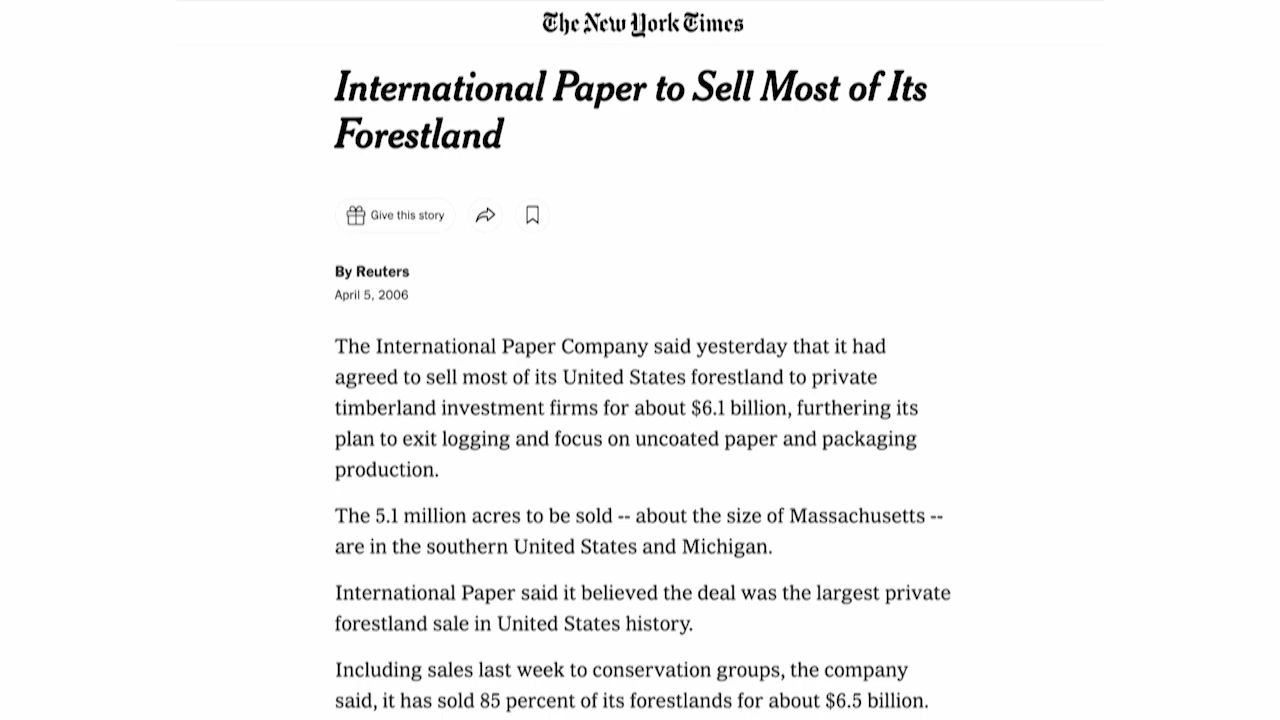 The New York Times
International Paper to Sell Most of Its
Forestland
Give this story
By Reuters
April 5, 2006
The International Paper Company said yesterday that it had
agreed to sell most of its United States forestland to private
timberland investment firms for about $6.1 billion, furthering its
plan to exit logging and focus on uncoated paper and packaging
production.
The 5.1 million acres to be sold -- about the size of Massachusetts --
are in the southern United States and Michigan.
International Paper said it believed the deal was the largest private
forestland sale in United States history.
Including sales last week to conservation groups, the company
said, it has sold 85 percent of its forestlands for about $6.5 billion.